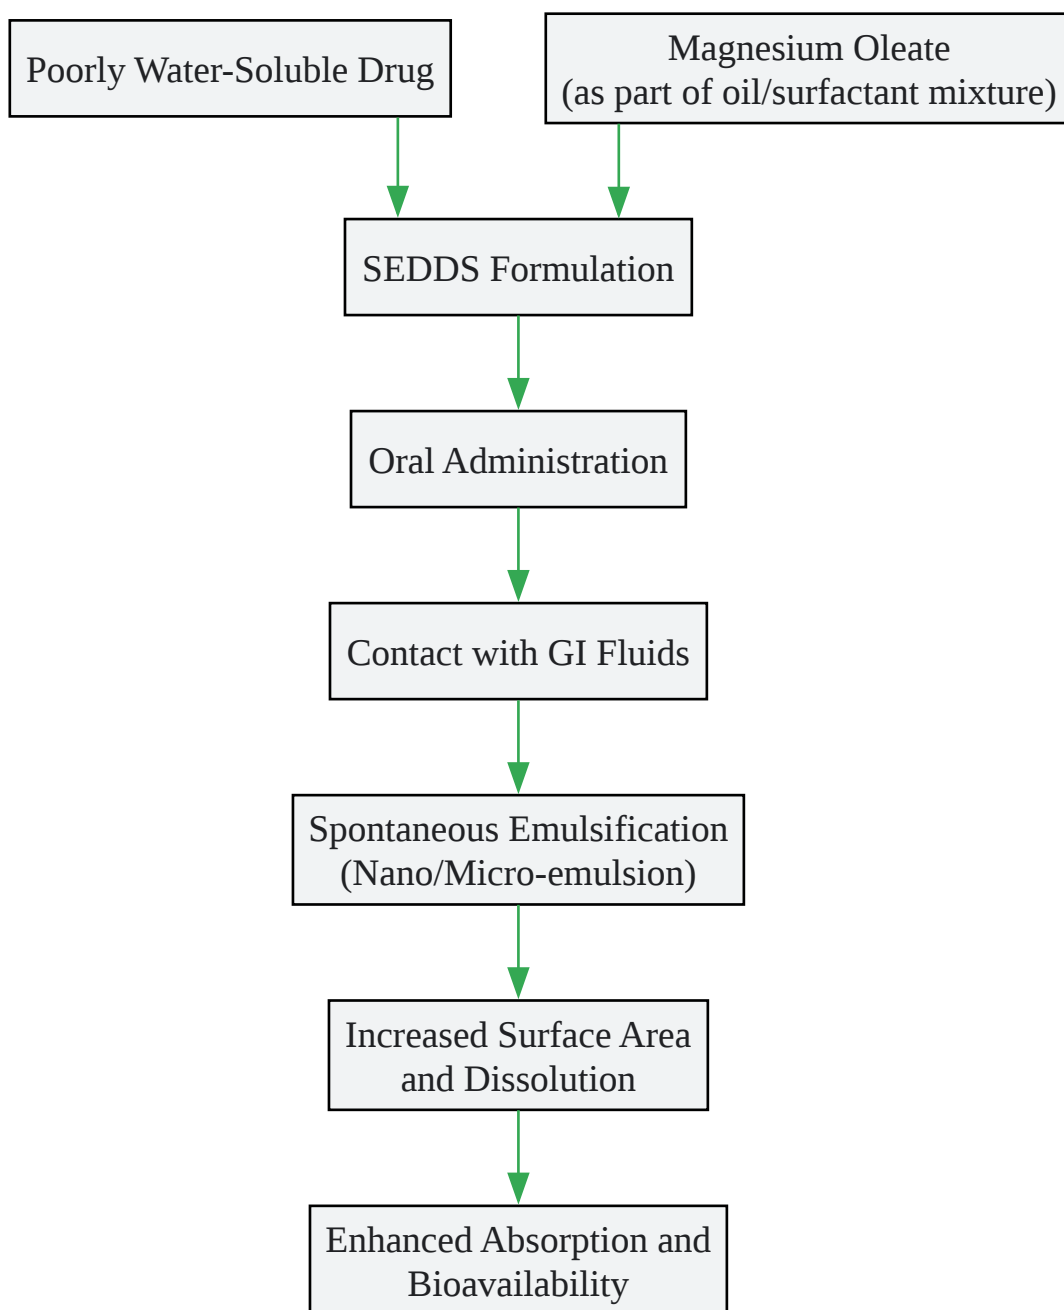 Poorly Water-Soluble Drug
Magnesium Oleate
(as part of oil/surfactant mixture)
SEDDS Formulation
Oral Administration
Contact with GI Fluids
Spontaneous Emulsification
(Nano/Micro-emulsion)
Increased Surface Area
and Dissolution
Enhanced Absorption and
Bioavailability